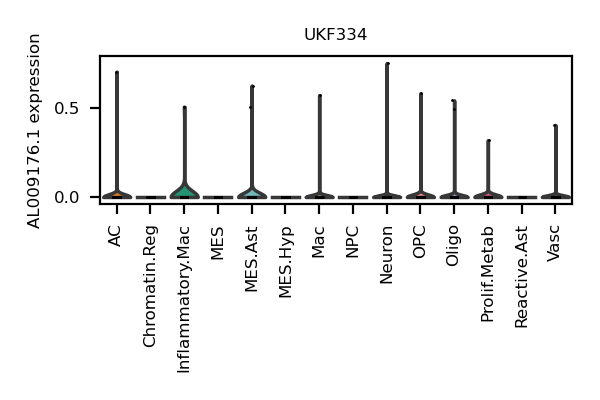 UKF334
AL009176.1 expression
0.5
0.0
AC
Chromatin.Reg
Inflammatory.Mac
MES
MES.Ast
MES.Hyp
Mac
NPC
Neuron
OPC
Oligo
Prolif.Metab
Reactive.Ast
Vasc